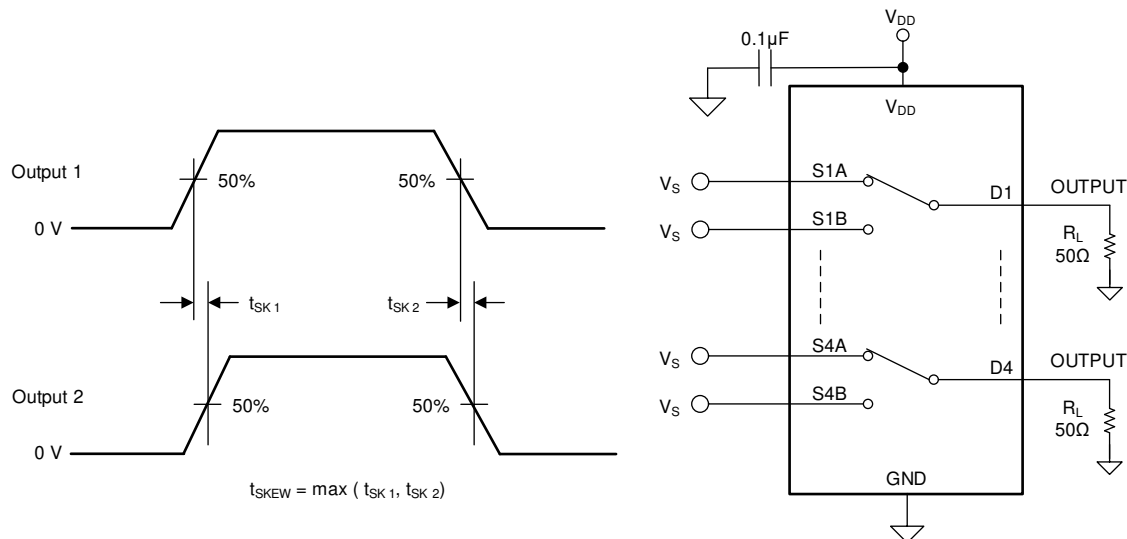 Output 1
50%
50%
0 V
tSK 1
tSK 2
Output 2
50%
50%
0 V
tSKEW = max ( tSK 1, tSK 2)
VDD
0.1µF
VDD
VS
S1A
D1
OUTPUT
VS
S1B
RL
50Ω
VS
S4A
D4
OUTPUT
VS
S4B
RL
50Ω
GND